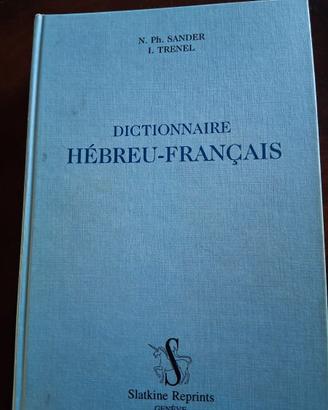 N. Ph. SANDER
I. TRENEL
DICTIONNAIRE
HÉBREU-FRANÇAIS
S
Slatkine Reprints
GENÈVE